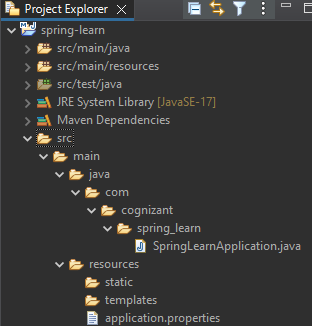 Project Explorer
spring-learn
src/main/java
src/main/resources
src/test/java
JRE System Library [JavaSE-17]
Maven Dependencies
src
main
java
com
cognizant
spring_learn
SpringLearnApplication.java
resources
static
templates
application.properties